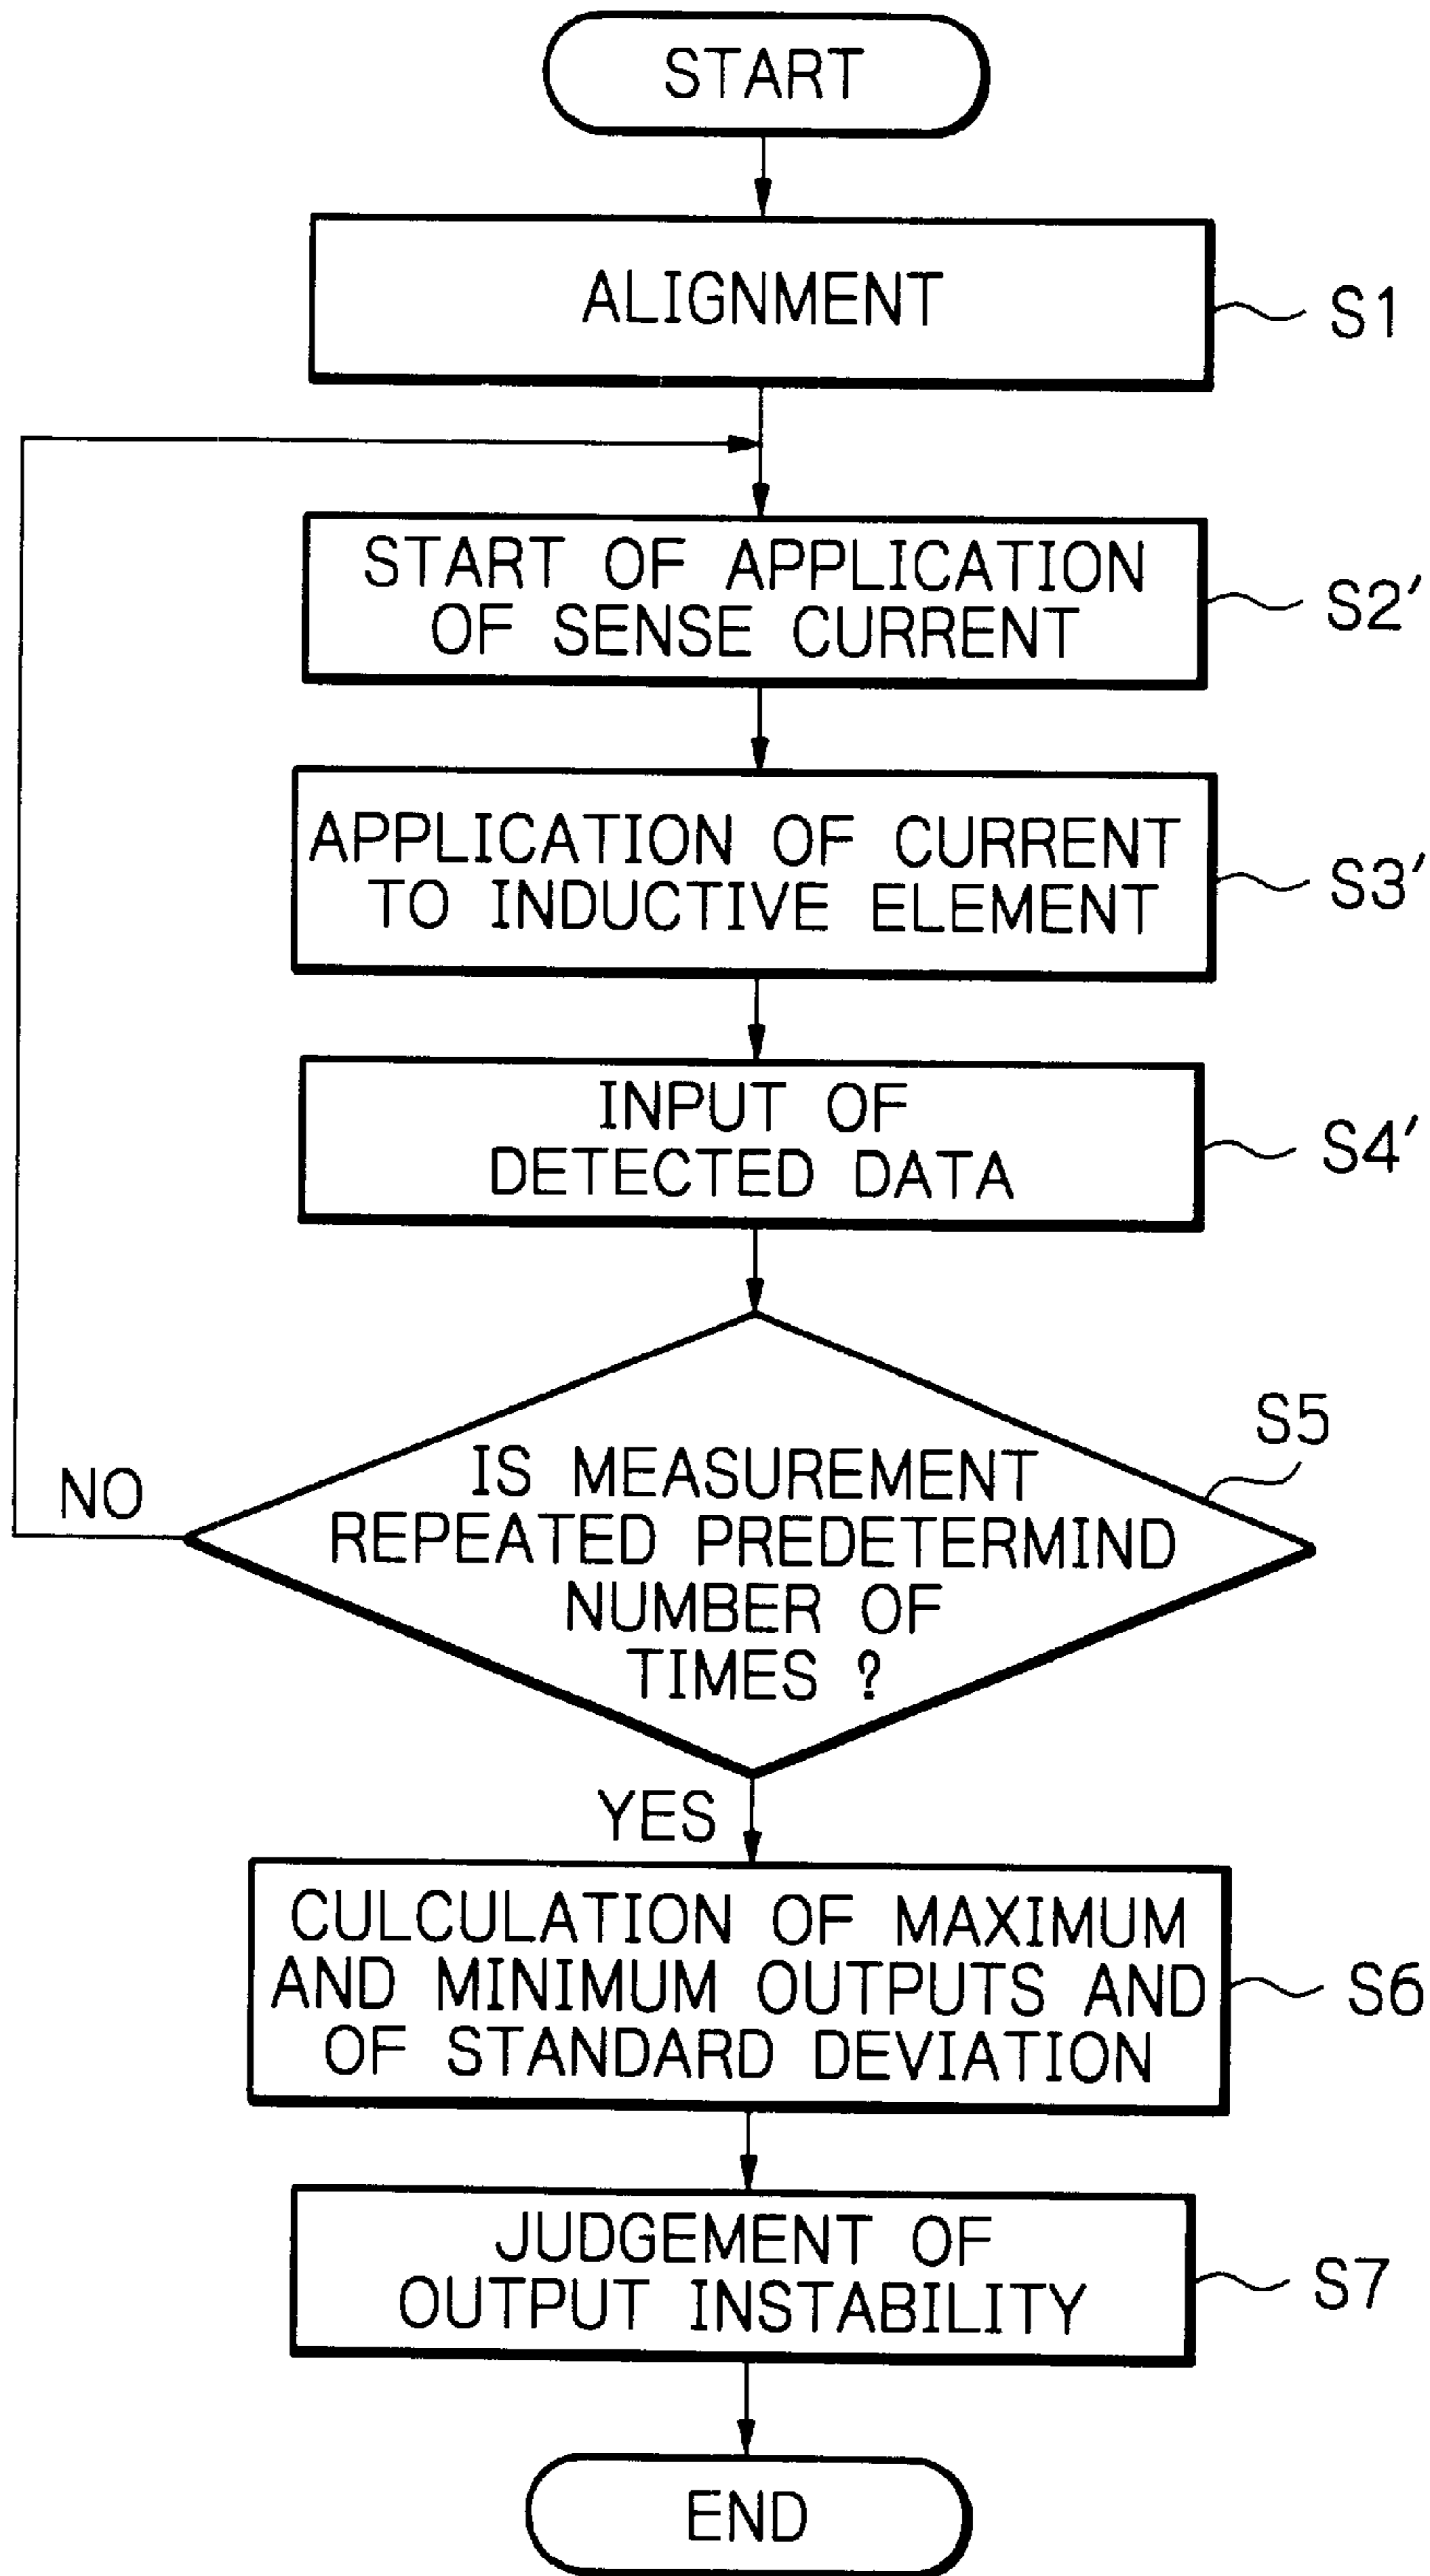 START
ALIGNMENT
S1
START OF APPLICATION
OF SENSE CURRENT
S2'
APPLICATION OF CURRENT
TO INDUCTIVE ELEMENT
S3'
INPUT OF
DETECTED DATA
S4'
S5
IS MEASUREMENT
REPEATED PREDETERMIND
NUMBER OF
TIMES ?
NO
YES
CULCULATION OF MAXIMUM
AND MINIMUM OUTPUTS AND
OF STANDARD DEVIATION
S6
JUDGEMENT OF
OUTPUT INSTABILITY
S7
END